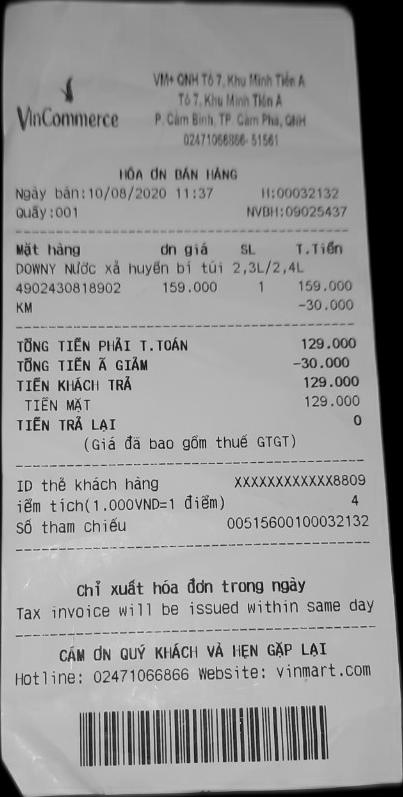 VinCommerce
VM+ QNH Tổ 7, Khu Minh Tiến A
Tổ 7, Khu Minh Tiến A
P. Cẩm Bình, TP. Cẩm Phả, QNH
02471066866-51561
HÓA ĐƠN BÁN HÀNG
Ngày bán:10/08/2020 11:37 H:00032132
Quầy:001 NVBH:09025437
Mặt hàng đn giá SL T.Tiền
DOWNY Nước xả huyền bí túi 2,3L/2,4L
4902430818902 159.000 1 159.000
KM -30.000
TỔNG TIỀN PHẢI T.TOÁN 129.000
TỔNG TIỀN Ã GIẢM -30.000
TIỀN KHÁCH TRẢ 129.000
TIỀN MẶT 129.000
TIỀN TRẢ LẠI 0
(Giá đã bao gồm thuế GTGT)
ID thẻ khách hàng XXXXXXXXXXXX8809
iểm tích(1.000VND=1 điểm) 4
Số tham chiếu 00515600100032132
Chỉ xuất hóa đơn trong ngày
Tax invoice will be issued within same day
CẢM ƠN QUÝ KHÁCH VÀ HẸN GẶP LẠI
Hotline: 02471066866 Website: vinmart.com